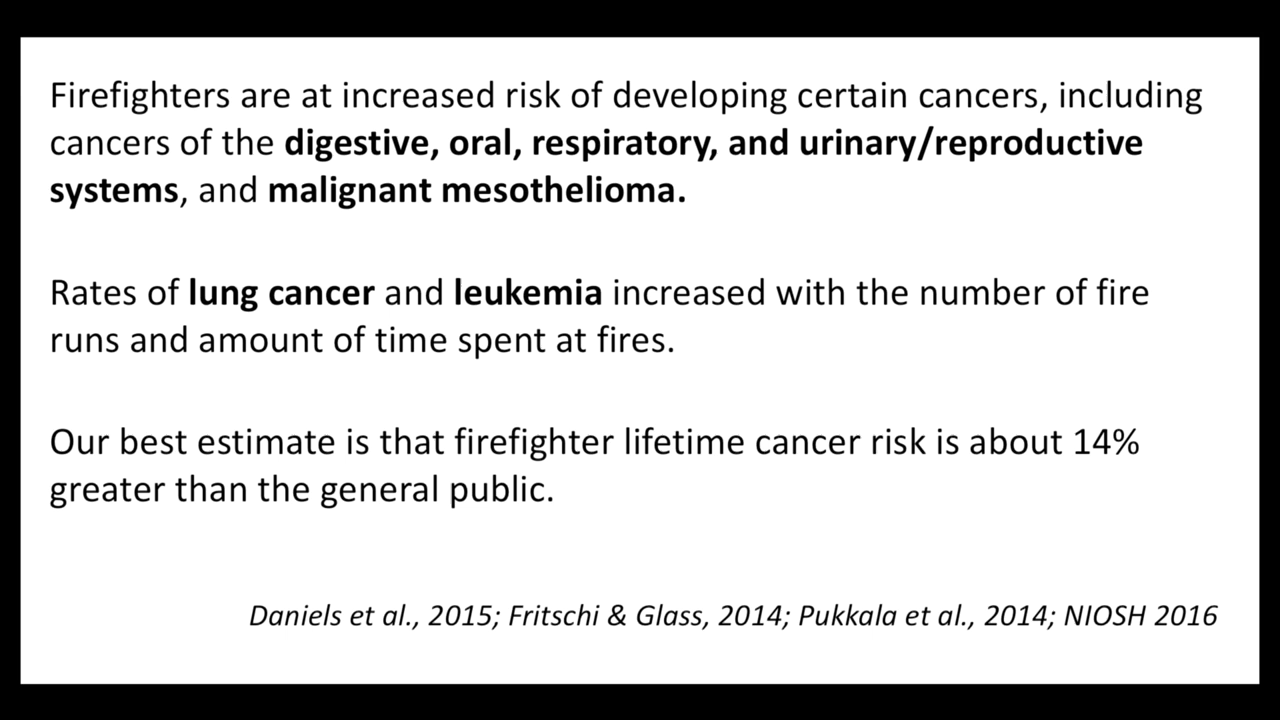 Firefighters are at increased risk of developing certain cancers, including
cancers of the digestive, oral, respiratory, and urinary/reproductive
systems, and malignant mesothelioma.
Rates of lung cancer and leukemia increased with the number of fire
runs and amount of time spent at fires.
Our best estimate is that firefighter lifetime cancer risk is about 14%
greater than the general public.
Daniels et al., 2015; Fritschi & Glass, 2014; Pukkala et al., 2014; NIOSH 2016